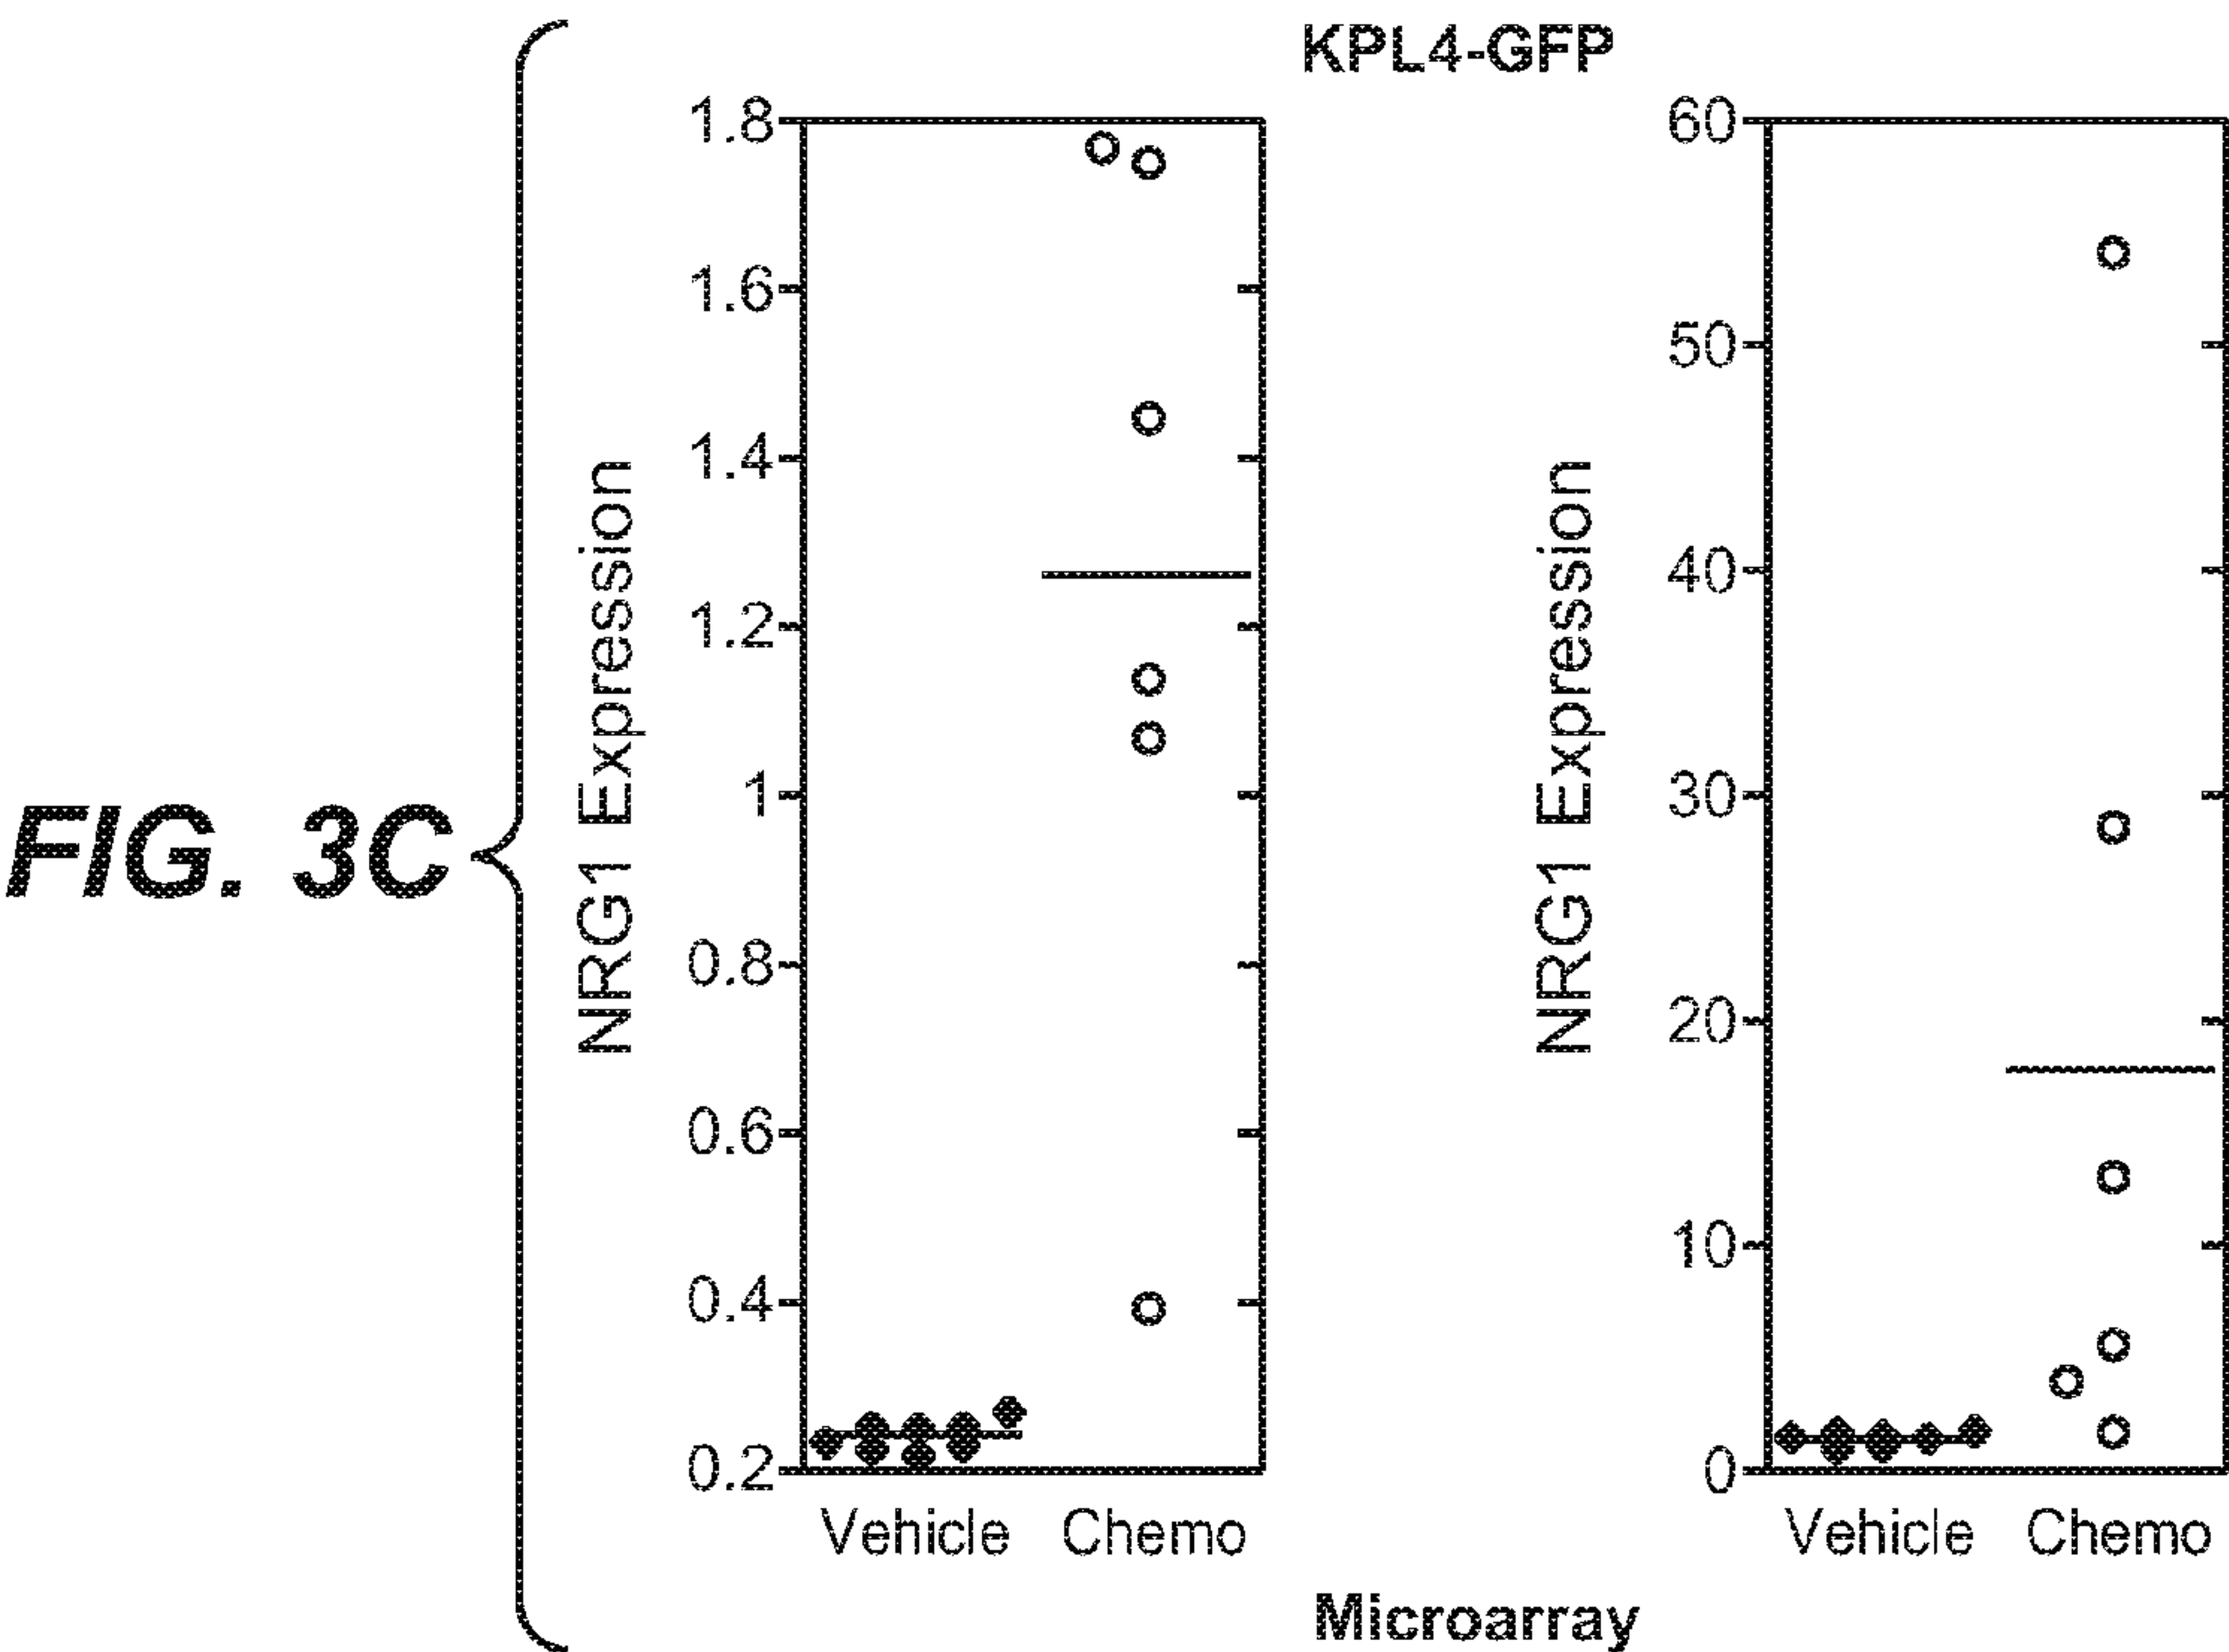 KPL4-GFP
FIG. 3C
NRG1 Expression
1.8
1.6
1.4
1.2
1
0.8
0.6
0.4
0.2
Vehicle Chemo
NRG1 Expression
60
50
40
30
20
10
0
Vehicle Chemo
Microarray